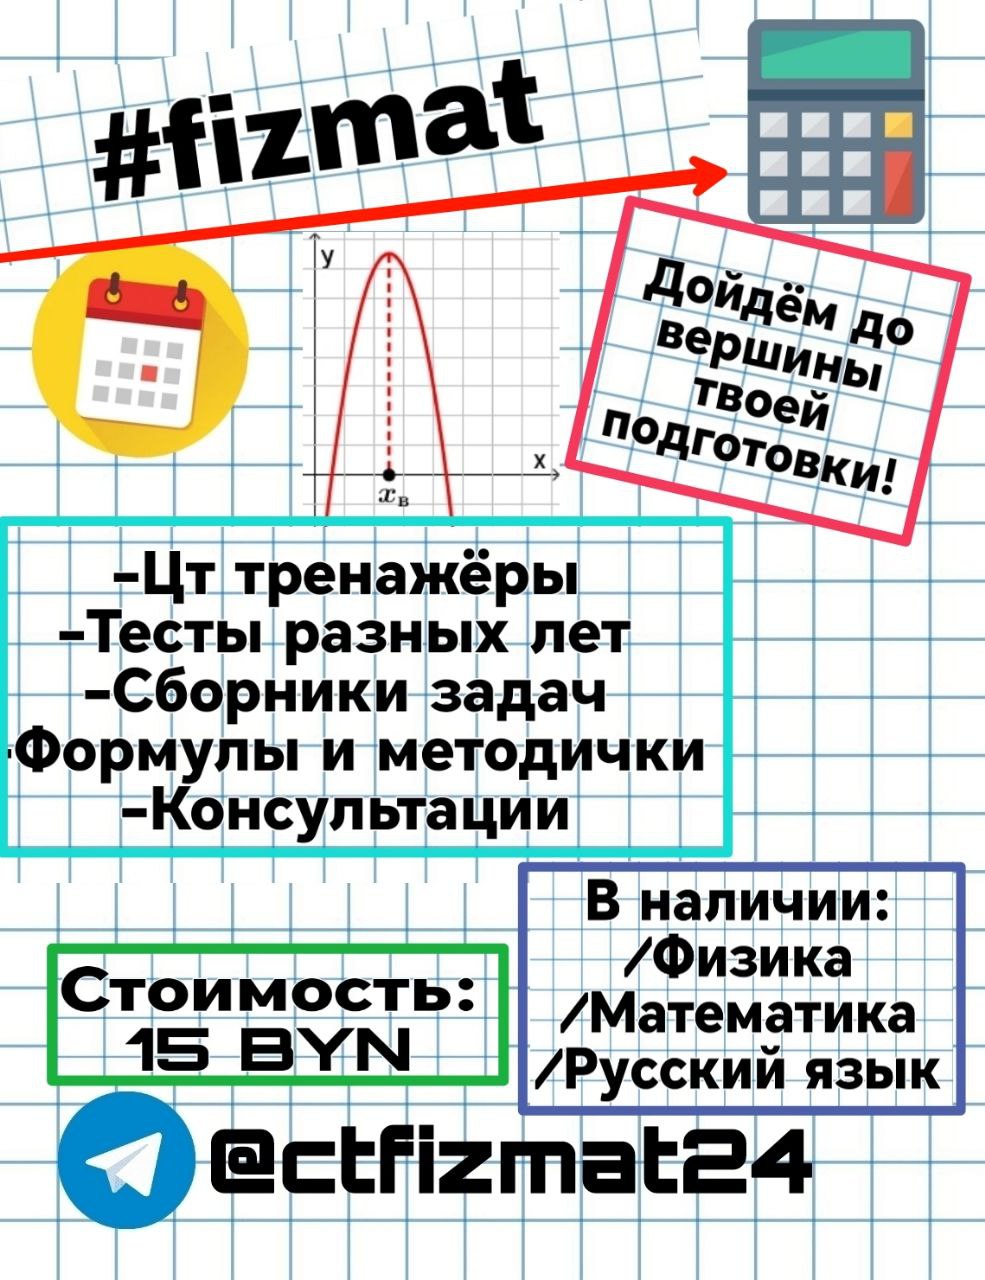 #fizmat
y
x
xв
Дойдём до
вершины
твоей
подготовки!
-Цт тренажёры
-Тесты разных лет
-Сборники задач
-Формулы и методички
-Консультации
В наличии:
/Физика
/Математика
/Русский язык
Стоимость:
15 BYN
@ctfizmat24